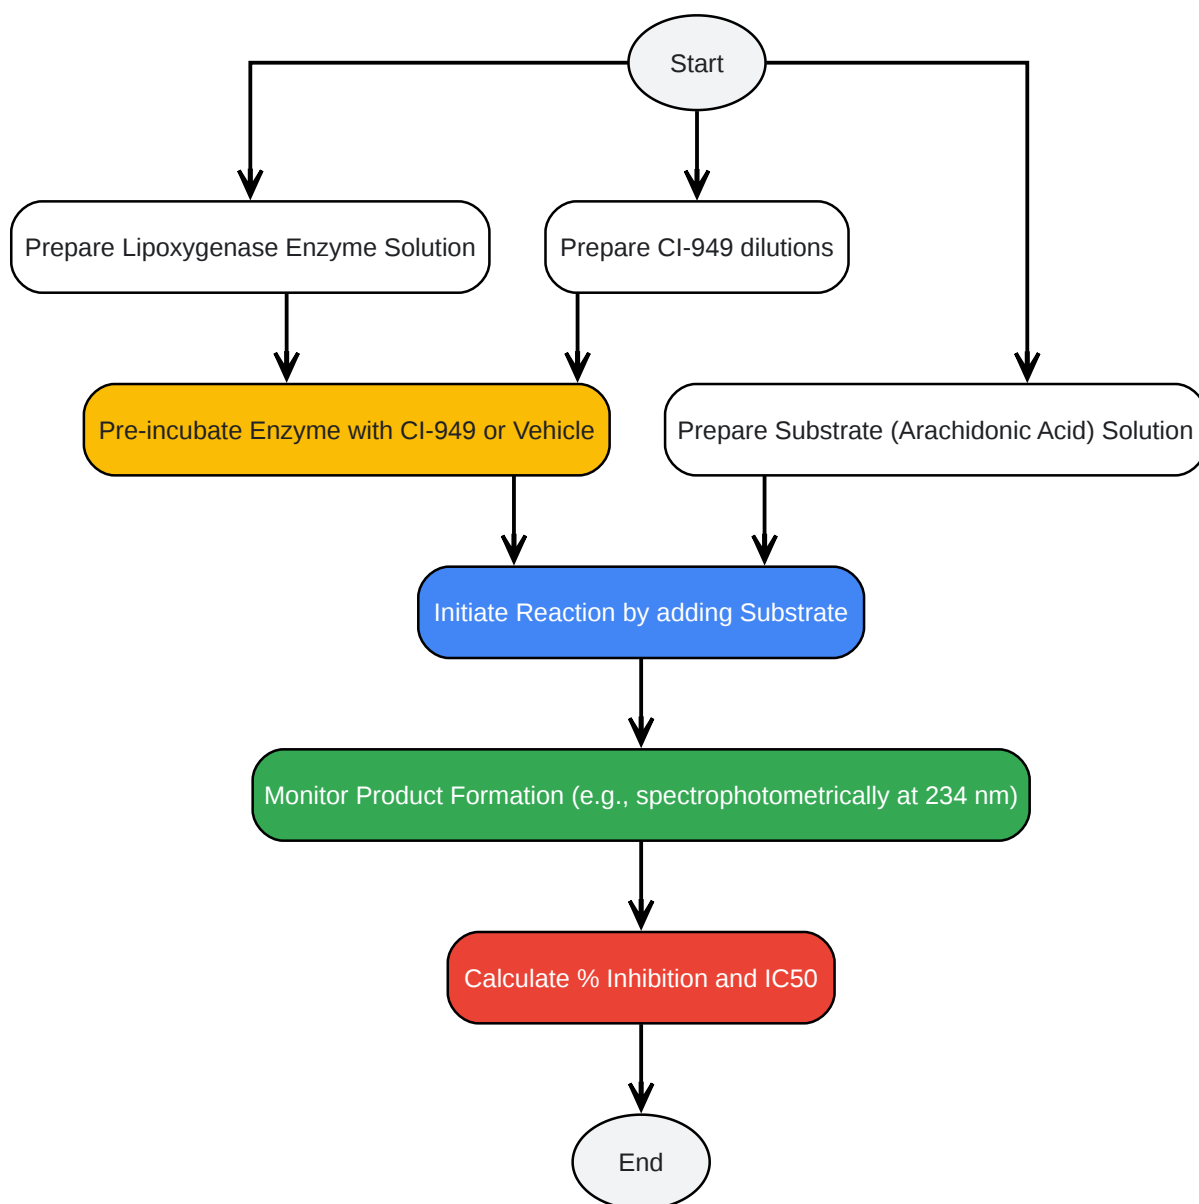 Start
Prepare Lipoxygenase Enzyme Solution
Prepare CI-949 dilutions
Pre-incubate Enzyme with CI-949 or Vehicle
Prepare Substrate (Arachidonic Acid) Solution
Initiate Reaction by adding Substrate
Monitor Product Formation (e.g., spectrophotometrically at 234 nm)
Calculate % Inhibition and IC50
End